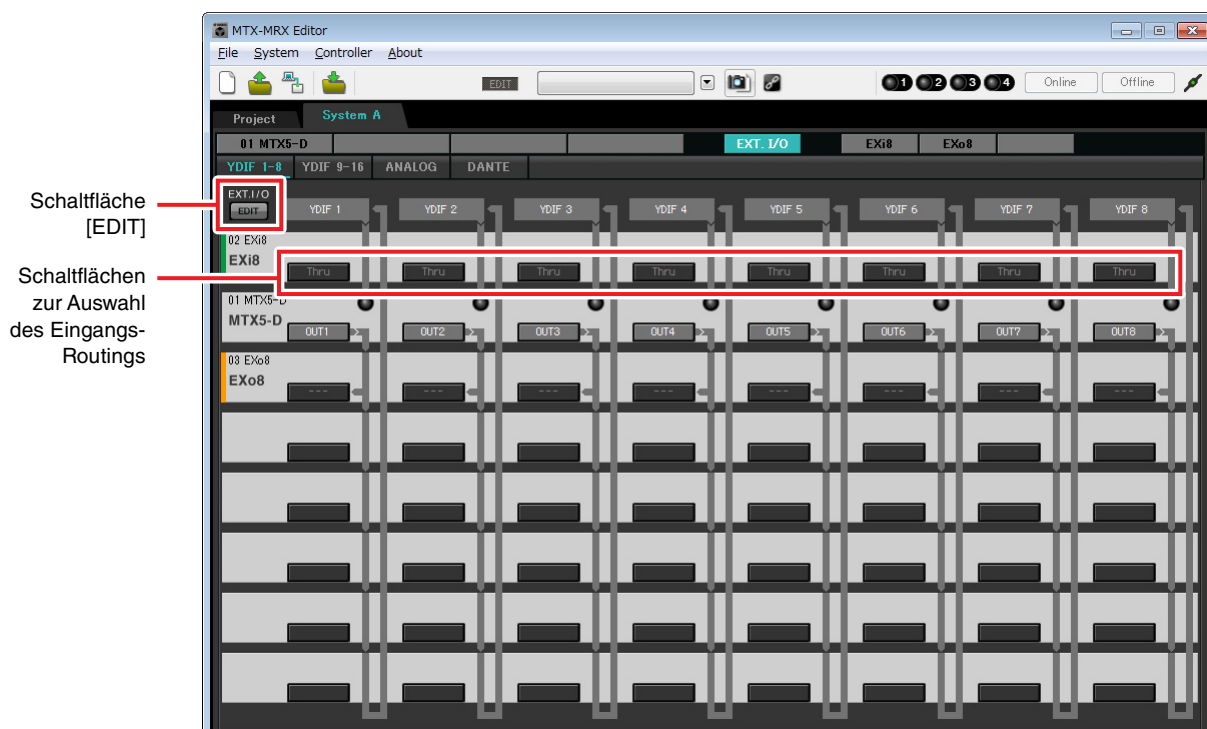 MTX-MRX Editor
File System Controller About
EDIT 1 2 3 4 Online Offline
Project System A
01 MTX5-D EXT. I/O EXi8 EXo8
YDIF 1-8 YDIF 9-16 ANALOG DANTE
EXT.I/O
EDIT
YDIF 1 YDIF 2 YDIF 3 YDIF 4 YDIF 5 YDIF 6 YDIF 7 YDIF 8
Schaltfläche
[EDIT]
02 EXi8
EXi8
Thru Thru Thru Thru Thru Thru Thru Thru
Schaltflächen
zur Auswahl
des Eingangs-
Routings
01 MTX5-D
MTX5-D
OUT1 OUT2 OUT3 OUT4 OUT5 OUT6 OUT7 OUT8
03 EXo8
EXo8
--- --- --- --- --- --- --- ---